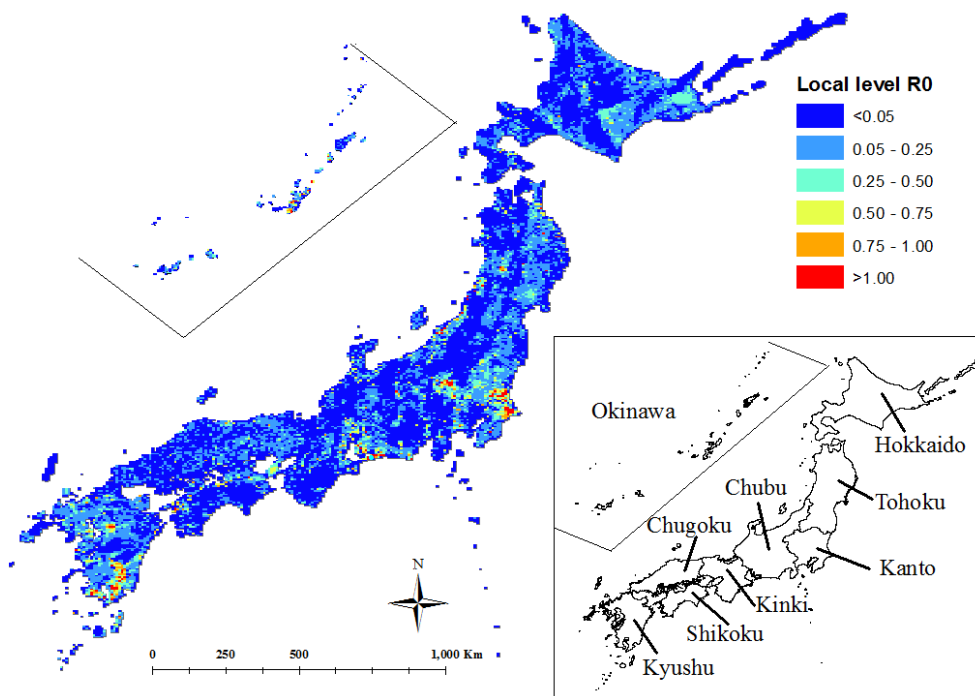 Local level R0
<0.05
0.05 - 0.25
0.25 - 0.50
0.50 - 0.75
0.75 - 1.00
>1.00
Okinawa
Hokkaido
Chubu
Tohoku
Chugoku
Kanto
Kinki
Shikoku
Kyushu
N
0 250 500 1,000 Km